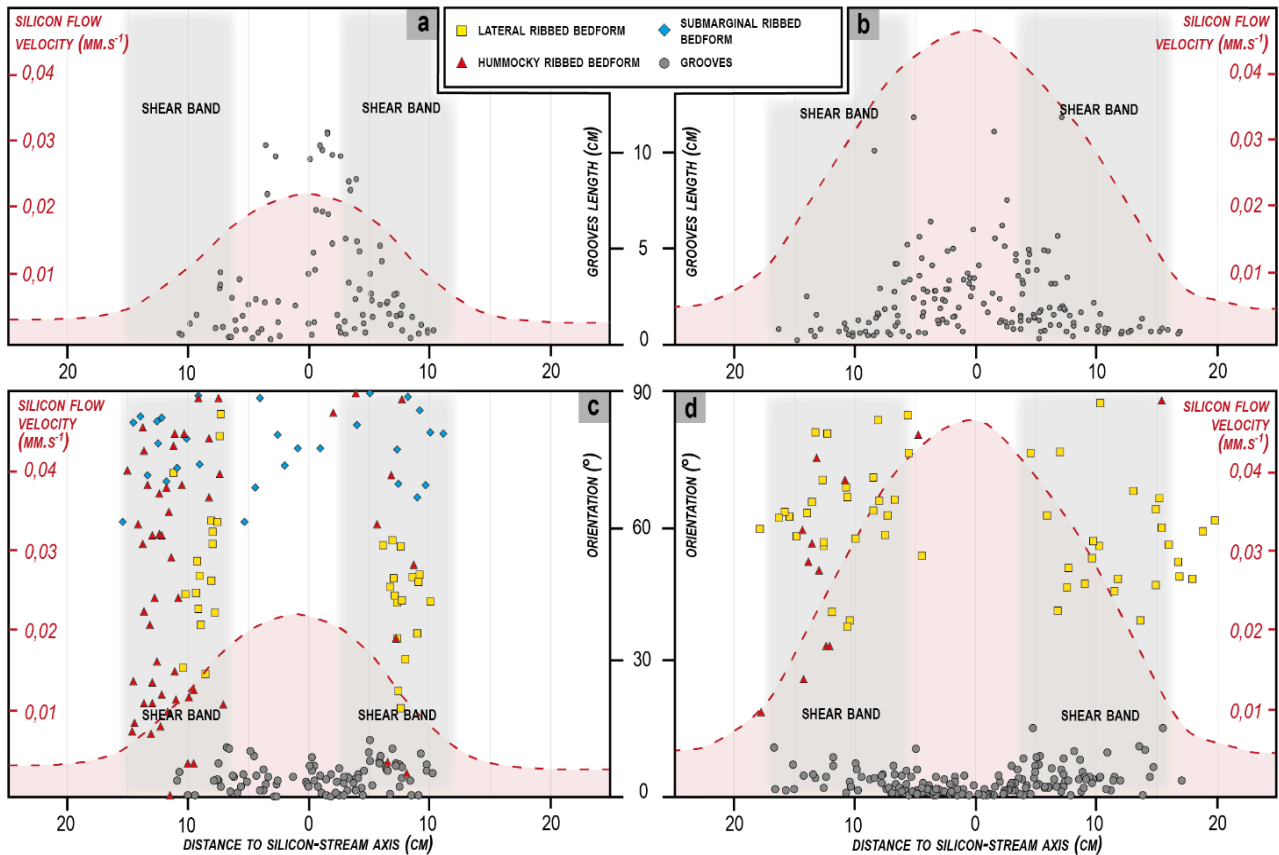 SILICON FLOW
VELOCITY (MM.S⁻¹)
0,04
0,03
0,02
0,01
a
SHEAR BAND
SHEAR BAND
20
10
0
10
20
LATERAL RIBBED BEDFORM
HUMMOCKY RIBBED BEDFORM
SUBMARGINAL RIBBED
BEDFORM
GROOVES
GROOVES LENGTH (CM)
10
5
0
GROOVES LENGTH (CM)
b
SILICON FLOW
VELOCITY (MM.S⁻¹)
0,04
0,03
0,02
0,01
SHEAR BAND
SHEAR BAND
20
10
0
10
20
SILICON FLOW
VELOCITY
(MM.S⁻¹)
0,04
0,03
0,02
0,01
c
SHEAR BAND
SHEAR BAND
20
10
0
10
20
DISTANCE TO SILICON-STREAM AXIS (CM)
ORIENTATION (°)
90
60
30
0
ORIENTATION (°)
d
SILICON FLOW
VELOCITY
(MM.S⁻¹)
0,04
0,03
0,02
0,01
SHEAR BAND
SHEAR BAND
20
10
0
10
20
DISTANCE TO SILICON-STREAM AXIS (CM)